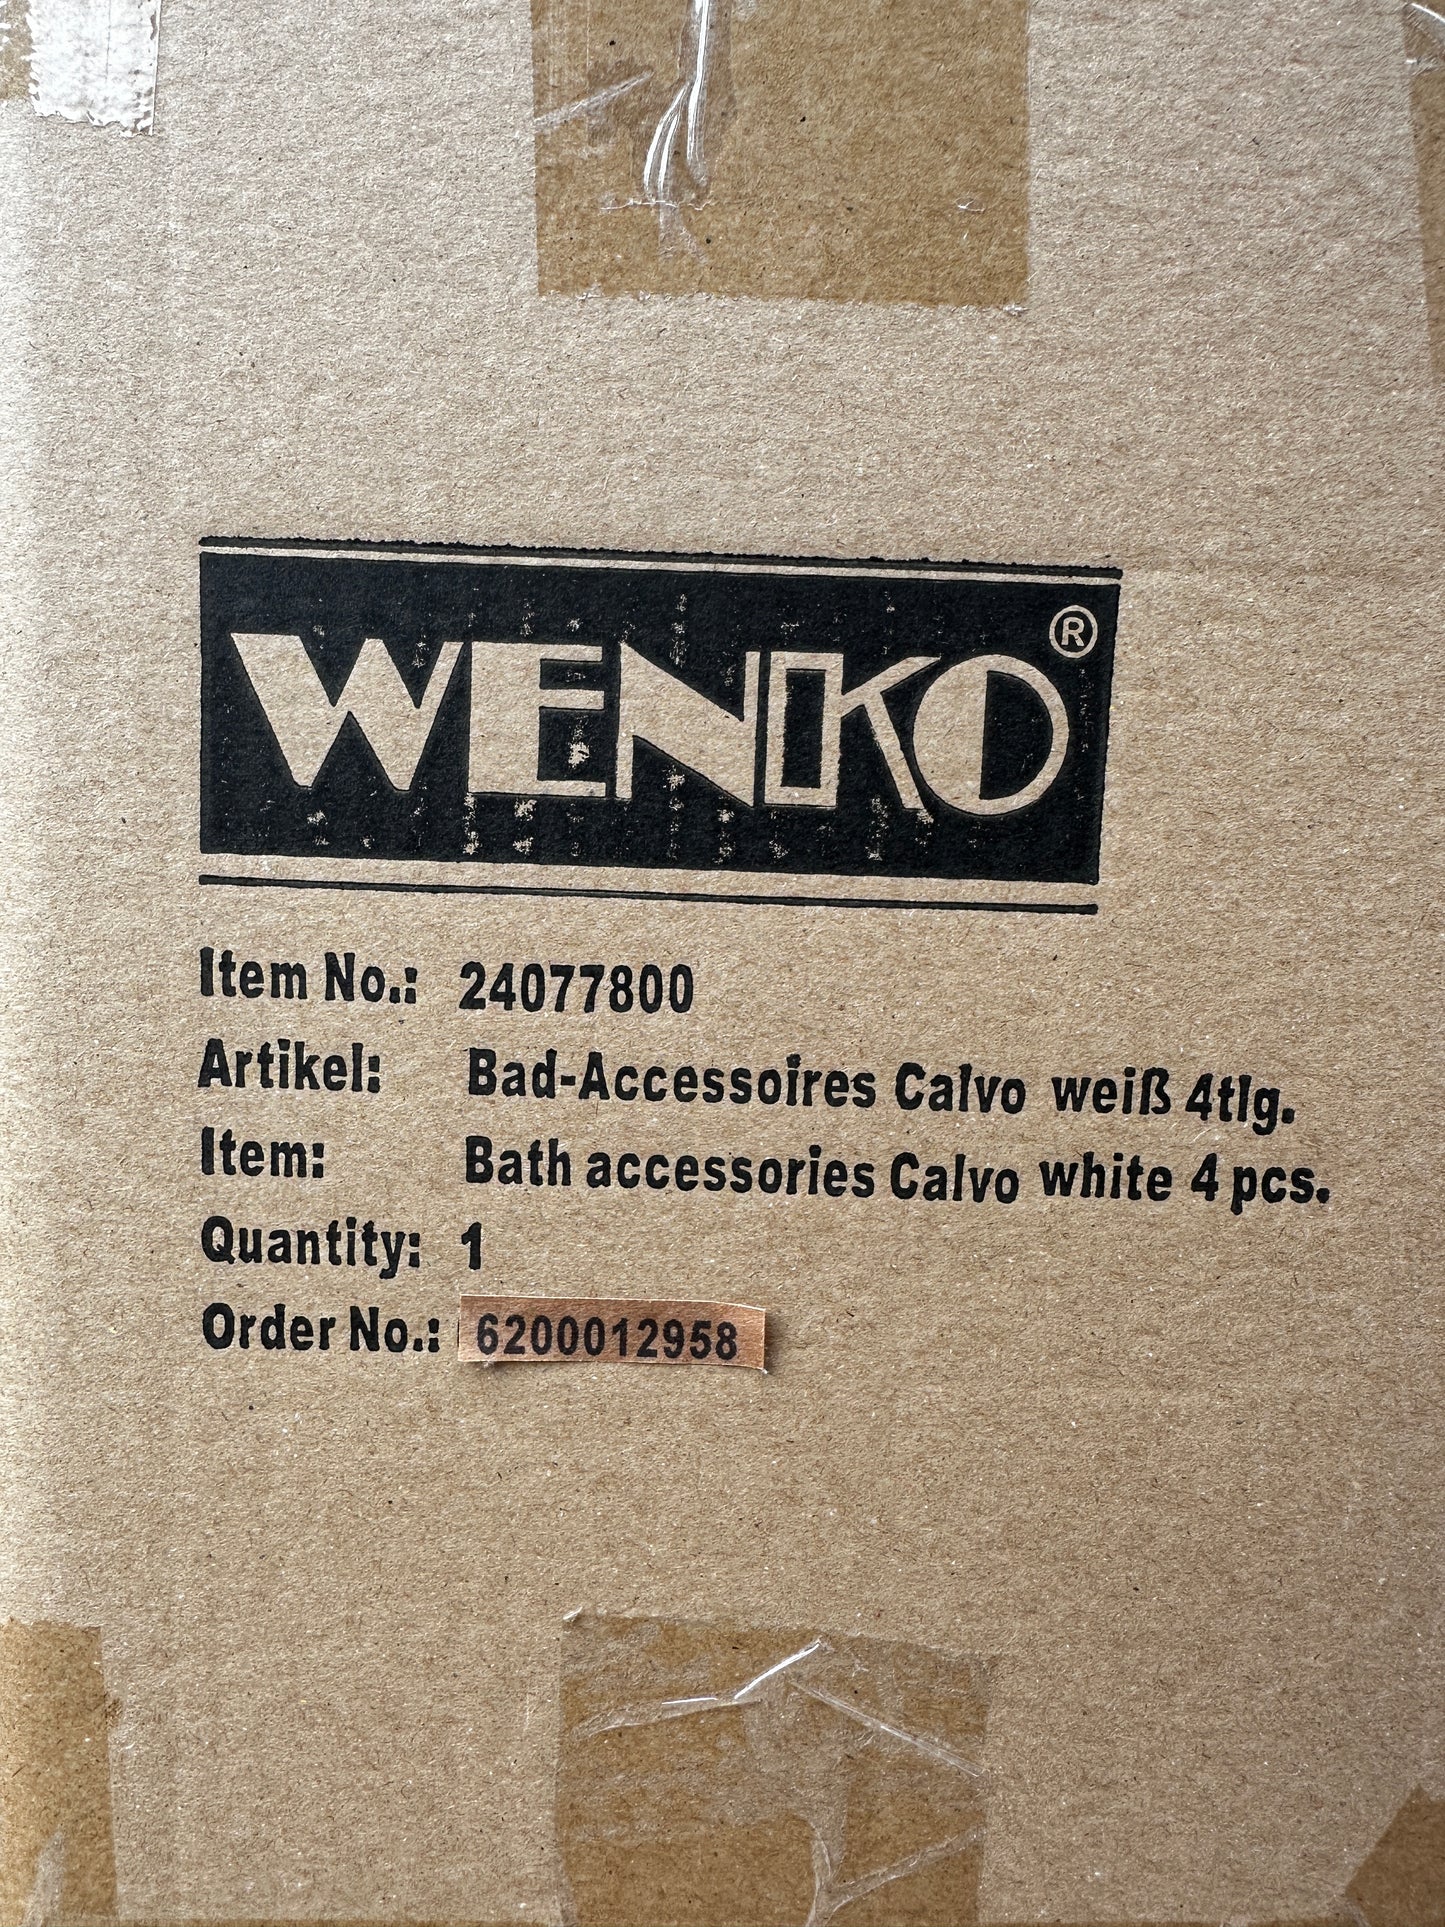 WENKO®
Item No.: 24077800
Artikel: Bad-Accessoires Calvo weiß 4tlg.
Item: Bath accessories Calvo white 4 pcs.
Quantity: 1
Order No.: 6200012958